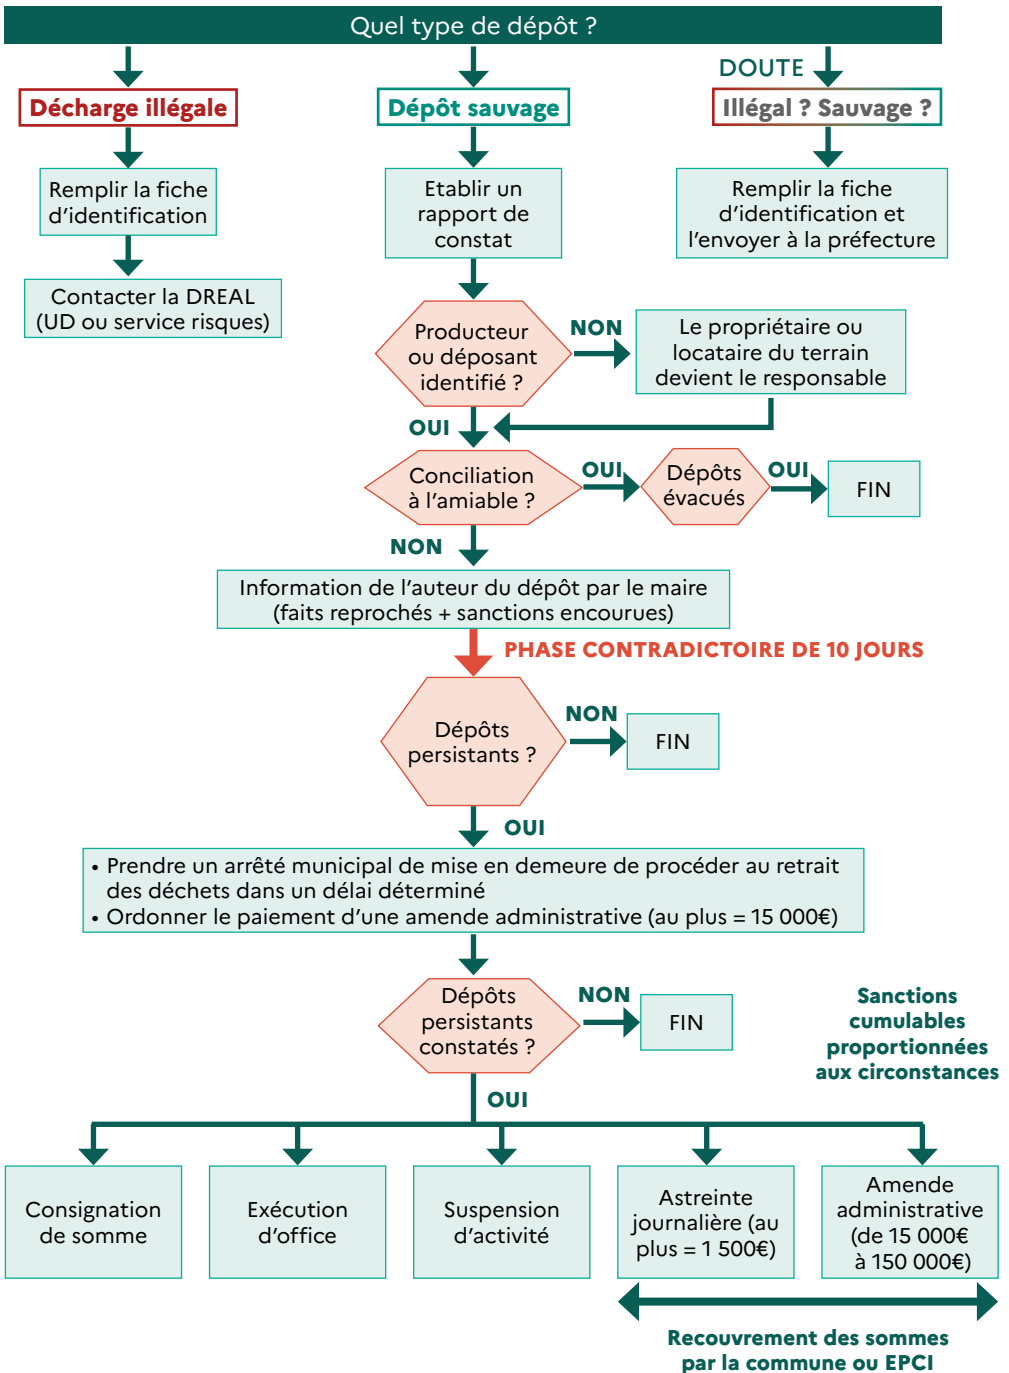 Quel type de dépôt ?
DOUTE
Décharge illégale
Dépôt sauvage
Illégal ? Sauvage ?
Remplir la fiche
d’identification
Etablir un
rapport de
constat
Remplir la fiche
d’identification et
l’envoyer à la préfecture
Contacter la DREAL
(UD ou service risques)
Producteur
ou déposant
identifié ?
NON
Le propriétaire ou
locataire du terrain
devient le responsable
OUI
Conciliation
à l’amiable ?
OUI
Dépôts
évacués
OUI
FIN
NON
Information de l’auteur du dépôt par le maire
(faits reprochés + sanctions encourues)
PHASE CONTRADICTOIRE DE 10 JOURS
Dépôts
persistants ?
NON
FIN
OUI
• Prendre un arrêté municipal de mise en demeure de procéder au retrait
des déchets dans un délai déterminé
• Ordonner le paiement d’une amende administrative (au plus = 15 000€)
Dépôts
persistants
constatés ?
NON
FIN
Sanctions
cumulables
proportionnées
aux circonstances
OUI
Consignation
de somme
Exécution
d’office
Suspension
d’activité
Astreinte
journalière (au
plus = 1 500€)
Amende
administrative
(de 15 000€
à 150 000€)
Recouvrement des sommes
par la commune ou EPCI